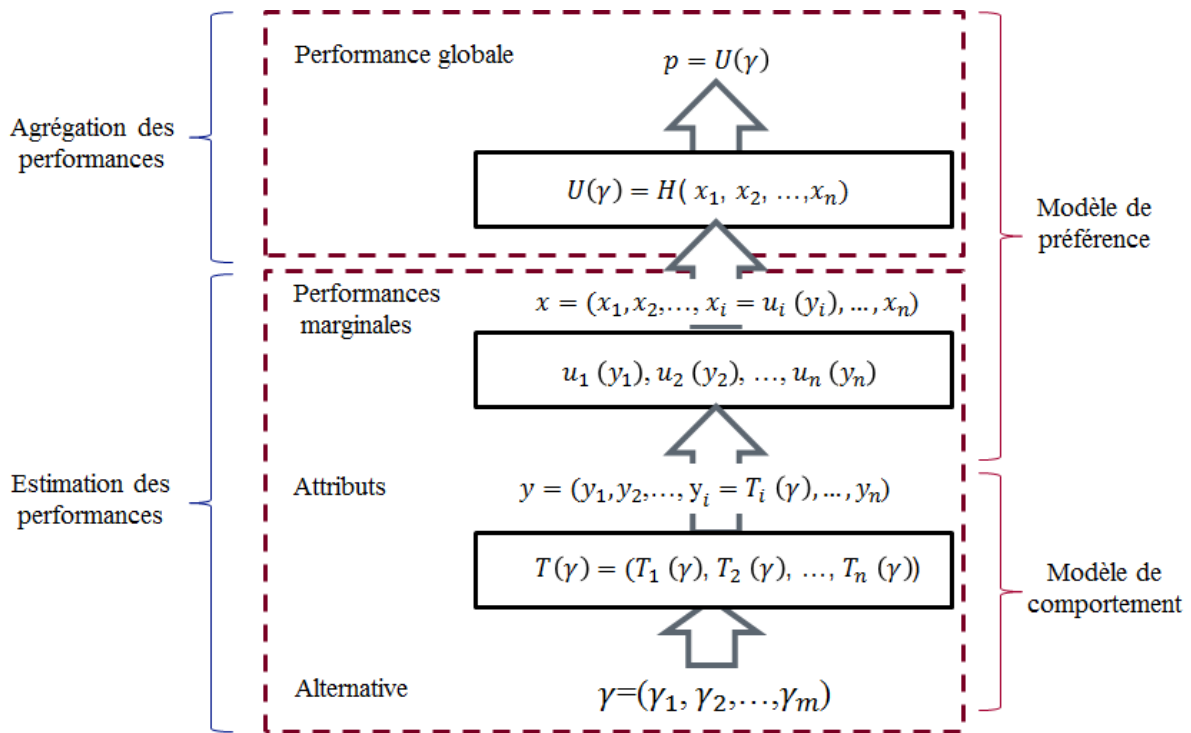 Performance globale
p = U(γ)
Agrégation des
performances
U(γ) = H( x₁, x₂, …,xₙ)
Modèle de
préférence
Performances
marginales
x = (x₁,x₂,…, xᵢ = uᵢ (yᵢ), …, xₙ)
u₁ (y₁), u₂ (y₂), …, uₙ (yₙ)
Estimation des
performances
Attributs
y = (y₁,y₂,…, yᵢ = Tᵢ (γ),…, yₙ)
T(γ) = (T₁ (γ), T₂ (γ), …, Tₙ (γ))
Modèle de
comportement
Alternative
γ=(γ₁, γ₂,…,γₘ)